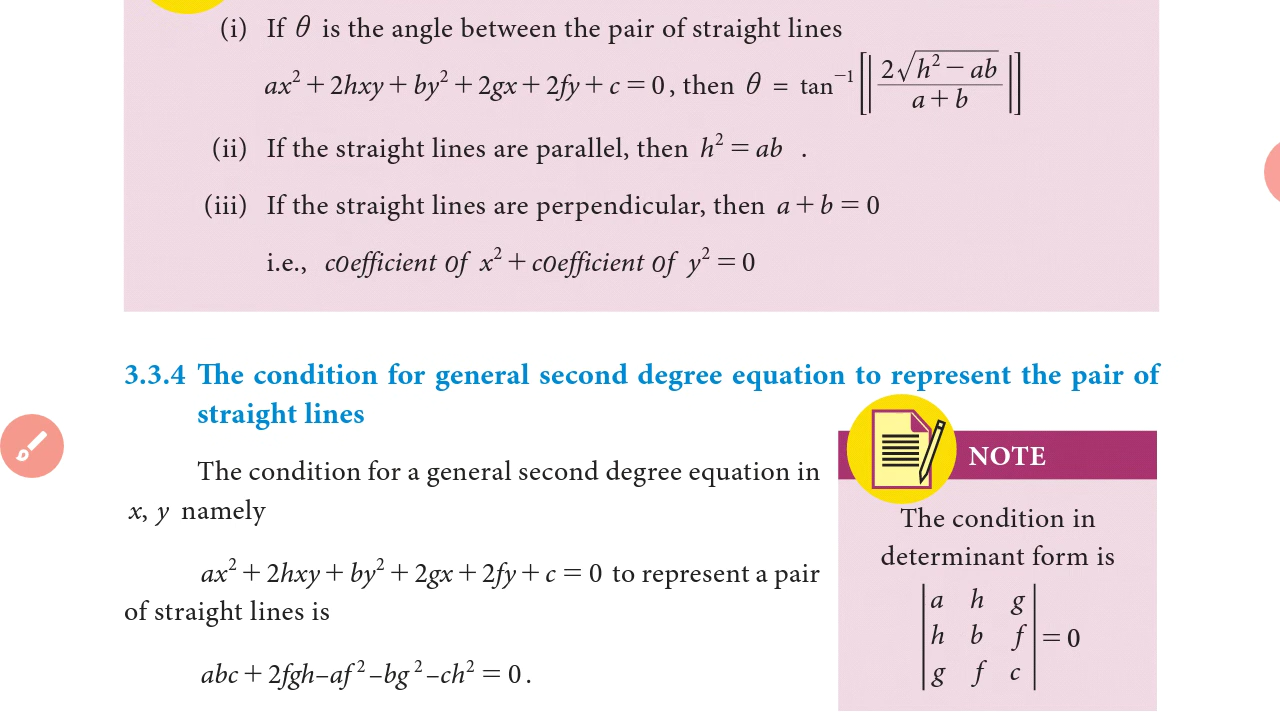 (i) If θ is the angle between the pair of straight lines
ax² + 2hxy + by² + 2gx + 2fy + c = 0, then θ = tan⁻¹ [| 2√(h² − ab) / (a + b) |]
(ii) If the straight lines are parallel, then h² = ab .
(iii) If the straight lines are perpendicular, then a + b = 0
i.e., coefficient of x² + coefficient of y² = 0
3.3.4 The condition for general second degree equation to represent the pair of
straight lines
The condition for a general second degree equation in
x, y namely
ax² + 2hxy + by² + 2gx + 2fy + c = 0 to represent a pair
of straight lines is
abc + 2fgh–af²–bg²–ch² = 0.
NOTE
The condition in
determinant form is
|a h g|
|h b f| = 0
|g f c|